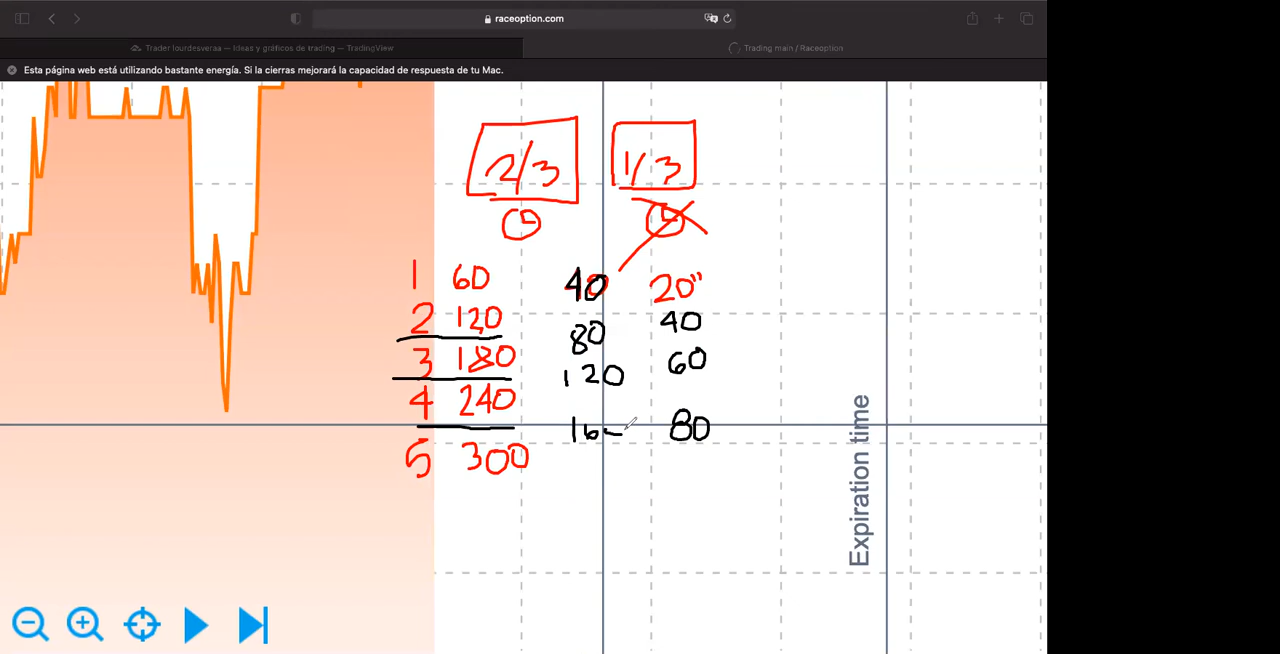 raceoption.com
Trader lourdesversa — Ideas y gráficos de trading — TradingView
Trading main / Raceoption
Esta página web está utilizando bastante energía. Si la cierras mejorará la capacidad de respuesta de tu Mac.
2/3 1/3
1 60 40 20"
2 120 80 40
3 180 120 60
4 240 80
5 300
Expiration time